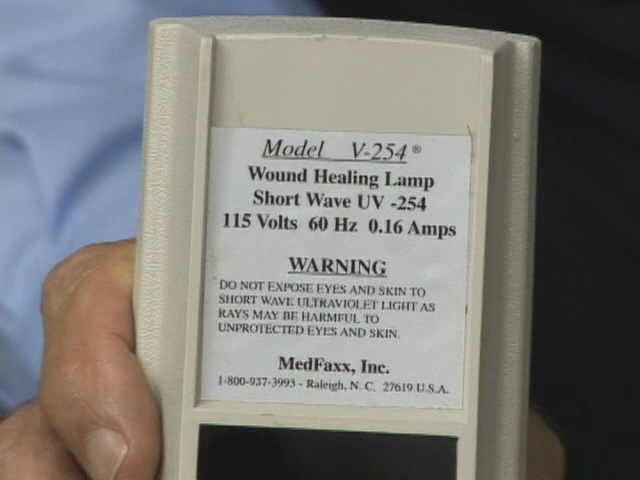 Model V-254®
Wound Healing Lamp
Short Wave UV -254
115 Volts 60 Hz 0.16 Amps
WARNING
DO NOT EXPOSE EYES AND SKIN TO
SHORT WAVE ULTRAVIOLET LIGHT AS
RAYS MAY BE HARMFUL TO
UNPROTECTED EYES AND SKIN.
MedFaxx, Inc.
1-800-937-3993 - Raleigh, N. C. 27619 U.S.A.